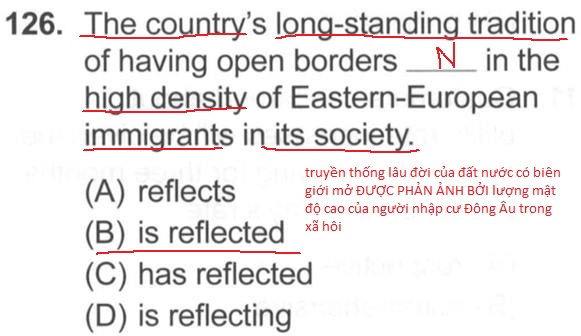 126. The country's long-standing tradition
of having open borders N in the
high density of Eastern-European
immigrants in its society.
truyền thống lâu đời của đất nước có biên
giới mở ĐƯỢC PHẢN ẢNH BỞI lượng mật
độ cao của người nhập cư Đông Âu trong
xã hôi
(A) reflects
(B) is reflected
(C) has reflected
(D) is reflecting